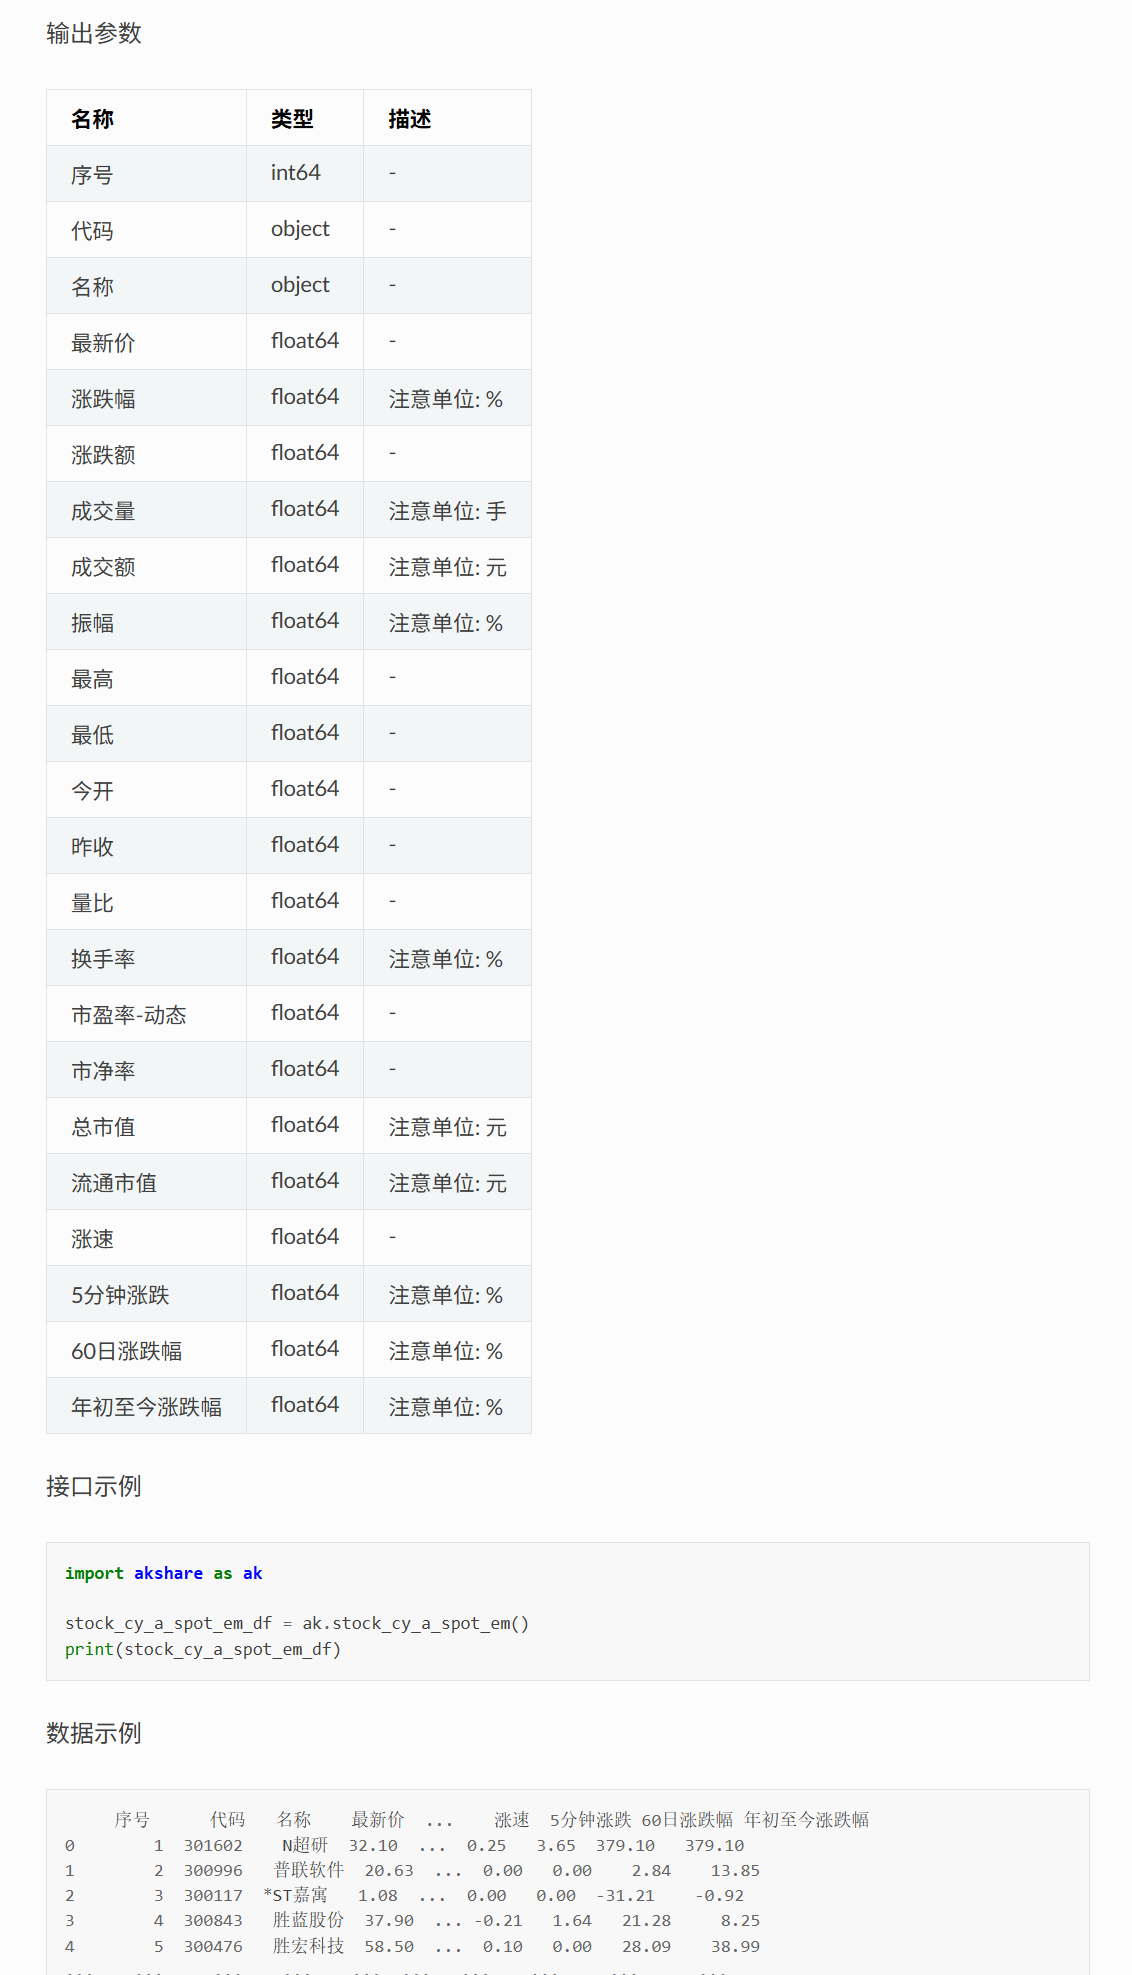 输出参数
名称 类型 描述
序号 int64 -
代码 object -
名称 object -
最新价 float64 -
涨跌幅 float64 注意单位: %
涨跌额 float64 -
成交量 float64 注意单位: 手
成交额 float64 注意单位: 元
振幅 float64 注意单位: %
最高 float64 -
最低 float64 -
今开 float64 -
昨收 float64 -
量比 float64 -
换手率 float64 注意单位: %
市盈率-动态 float64 -
市净率 float64 -
总市值 float64 注意单位: 元
流通市值 float64 注意单位: 元
涨速 float64 -
5分钟涨跌 float64 注意单位: %
60日涨跌幅 float64 注意单位: %
年初至今涨跌幅 float64 注意单位: %
接口示例
import akshare as ak
stock_cy_a_spot_em_df = ak.stock_cy_a_spot_em()
print(stock_cy_a_spot_em_df)
数据示例
序号 代码 名称 最新价 ... 涨速 5分钟涨跌 60日涨跌幅 年初至今涨跌幅
0 1 301602 N超研 32.10 ... 0.25 3.65 379.10 379.10
1 2 300996 普联软件 20.63 ... 0.00 0.00 2.84 13.85
2 3 300117 *ST嘉寓 1.08 ... 0.00 0.00 -31.21 -0.92
3 4 300843 胜蓝股份 37.90 ... -0.21 1.64 21.28 8.25
4 5 300476 胜宏科技 58.50 ... 0.10 0.00 28.09 38.99
... ... ... ... ... ... ... ... ... ...